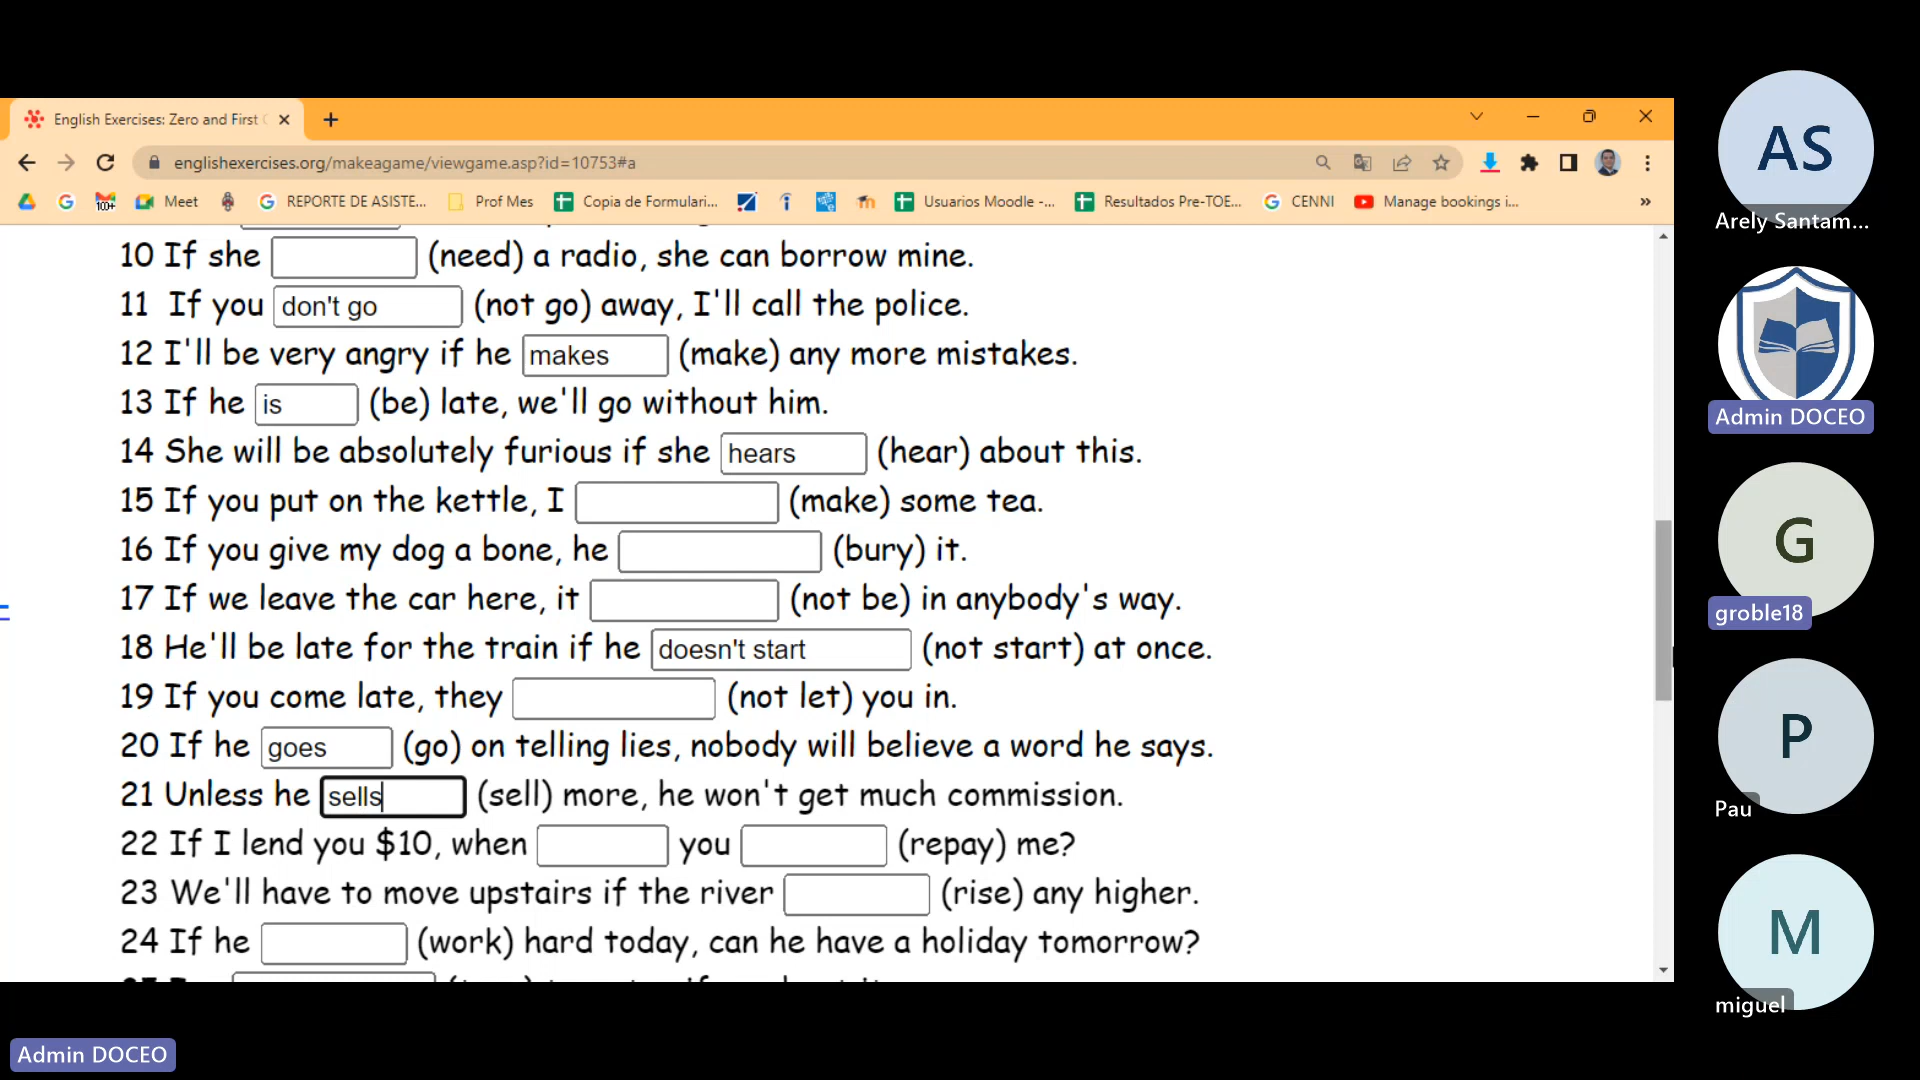 English Exercises: Zero and First
englishexercises.org/makeagame/viewgame.asp?id=10753#a
100+ Meet REPORTE DE ASISTE... Prof Mes Copia de Formulari... Usuarios Moodle -... Resultados Pre-TOE... CENNI Manage bookings i... »
10 If she (need) a radio, she can borrow mine.
11 If you don't go (not go) away, I'll call the police.
12 I'll be very angry if he makes (make) any more mistakes.
13 If he is (be) late, we'll go without him.
14 She will be absolutely furious if she hears (hear) about this.
15 If you put on the kettle, I (make) some tea.
16 If you give my dog a bone, he (bury) it.
17 If we leave the car here, it (not be) in anybody's way.
18 He'll be late for the train if he doesn't start (not start) at once.
19 If you come late, they (not let) you in.
20 If he goes (go) on telling lies, nobody will believe a word he says.
21 Unless he sells (sell) more, he won't get much commission.
22 If I lend you $10, when you (repay) me?
23 We'll have to move upstairs if the river (rise) any higher.
24 If he (work) hard today, can he have a holiday tomorrow?
AS
Arely Santam...
Admin DOCEO
G
groble18
P
Pau
M
miguel
Admin DOCEO